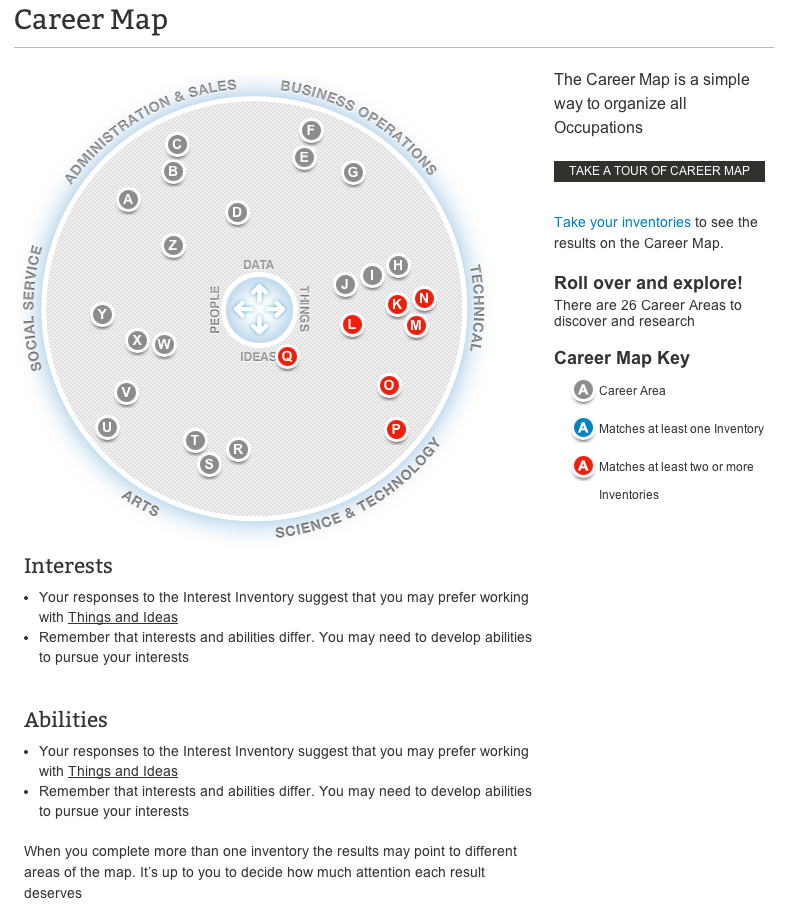 Career Map
ADMINISTRATION & SALES
BUSINESS OPERATIONS
TECHNICAL
SCIENCE & TECHNOLOGY
ARTS
SOCIAL SERVICE
C
B
A
Z
D
F
E
G
H
I
J
K
N
L
M
Q
O
P
Y
X
W
V
U
T
S
R
DATA
PEOPLE
THINGS
IDEAS
The Career Map is a simple
way to organize all
Occupations
TAKE A TOUR OF CAREER MAP
Take your inventories to see the
results on the Career Map.
Roll over and explore!
There are 26 Career Areas to
discover and research
Career Map Key
A Career Area
A Matches at least one Inventory
A Matches at least two or more
Inventories
Interests
• Your responses to the Interest Inventory suggest that you may prefer working
with Things and Ideas
• Remember that interests and abilities differ. You may need to develop abilities
to pursue your interests
Abilities
• Your responses to the Interest Inventory suggest that you may prefer working
with Things and Ideas
• Remember that interests and abilities differ. You may need to develop abilities
to pursue your interests
When you complete more than one inventory the results may point to different
areas of the map. It's up to you to decide how much attention each result
deserves